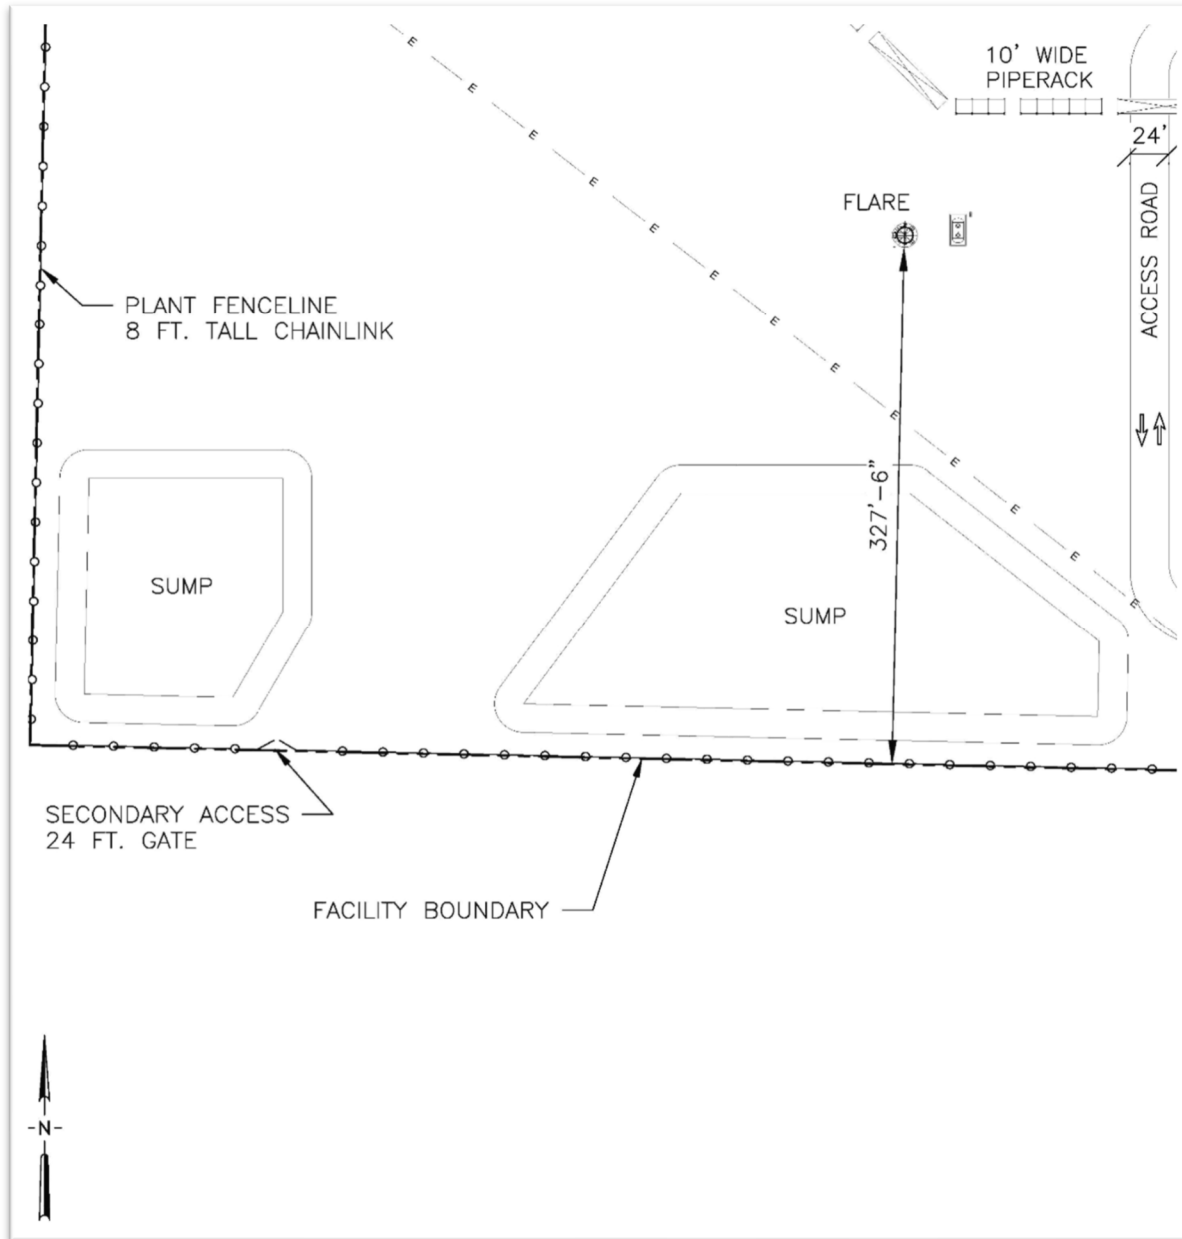 10' WIDE
PIPERACK
24'
FLARE
ACCESS ROAD
PLANT FENCELINE
8 FT. TALL CHAINLINK
E
E
E
E
E
E
E
E
E
E
E
E
E
327'-6"
SUMP
SUMP
SECONDARY ACCESS
24 FT. GATE
FACILITY BOUNDARY
-N-